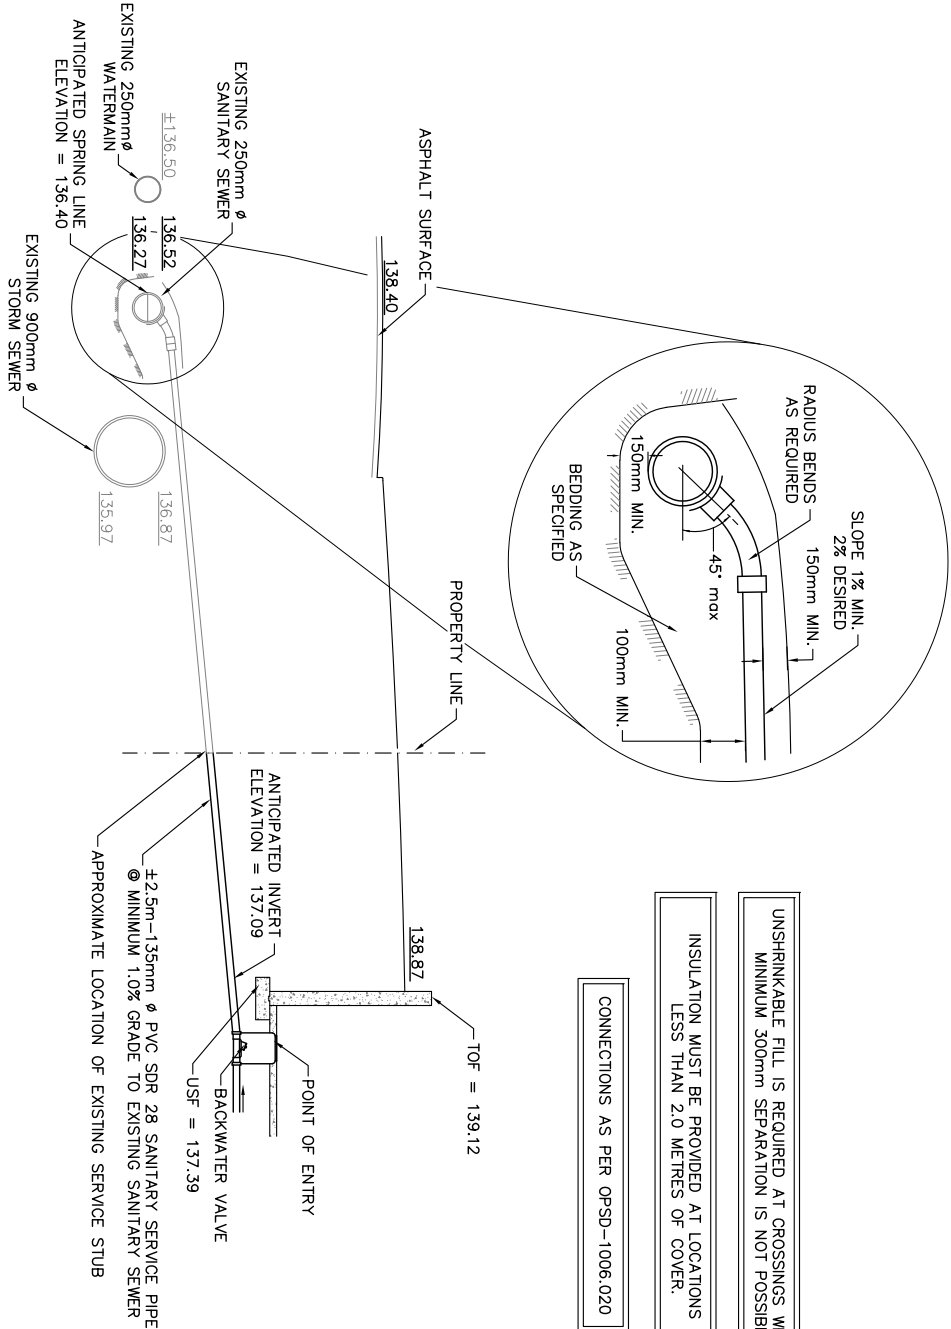 UNSHRINKABLE FILL IS REQUIRED AT CROSSINGS
MINIMUM 300mm SEPARATION IS NOT
INSULATION MUST BE PROVIDED AT LOCATIONS
LESS THAN 2.0 METRES OF COVER.
CONNECTIONS AS PER OPSD-1006.020
SLOPE 1% MIN.
2% DESIRED
150mm MIN.
RADIUS BENDS
AS REQUIRED
45° max
150mm MIN.
100mm MIN.
BEDDING AS
SPECIFIED
ASPHALT SURFACE
138.40
PROPERTY LINE
138.87
TOF = 139.12
EXISTING 250mm ø
SANITARY SEWER
±136.50
EXISTING 250mmø
WATERMAIN
136.52
136.27
ANTICIPATED SPRING LINE
ELEVATION = 136.40
EXISTING 900mm ø
STORM SEWER
136.87
135.97
ANTICIPATED INVERT
ELEVATION = 137.09
POINT OF ENTRY
BACKWATER VALVE
USF = 137.39
±2.5m-135mm ø PVC SDR 28 SANITARY SERVICE PIPE
@ MINIMUM 1.0% GRADE TO EXISTING SANITARY SEWER
APPROXIMATE LOCATION OF EXISTING SERVICE STUB